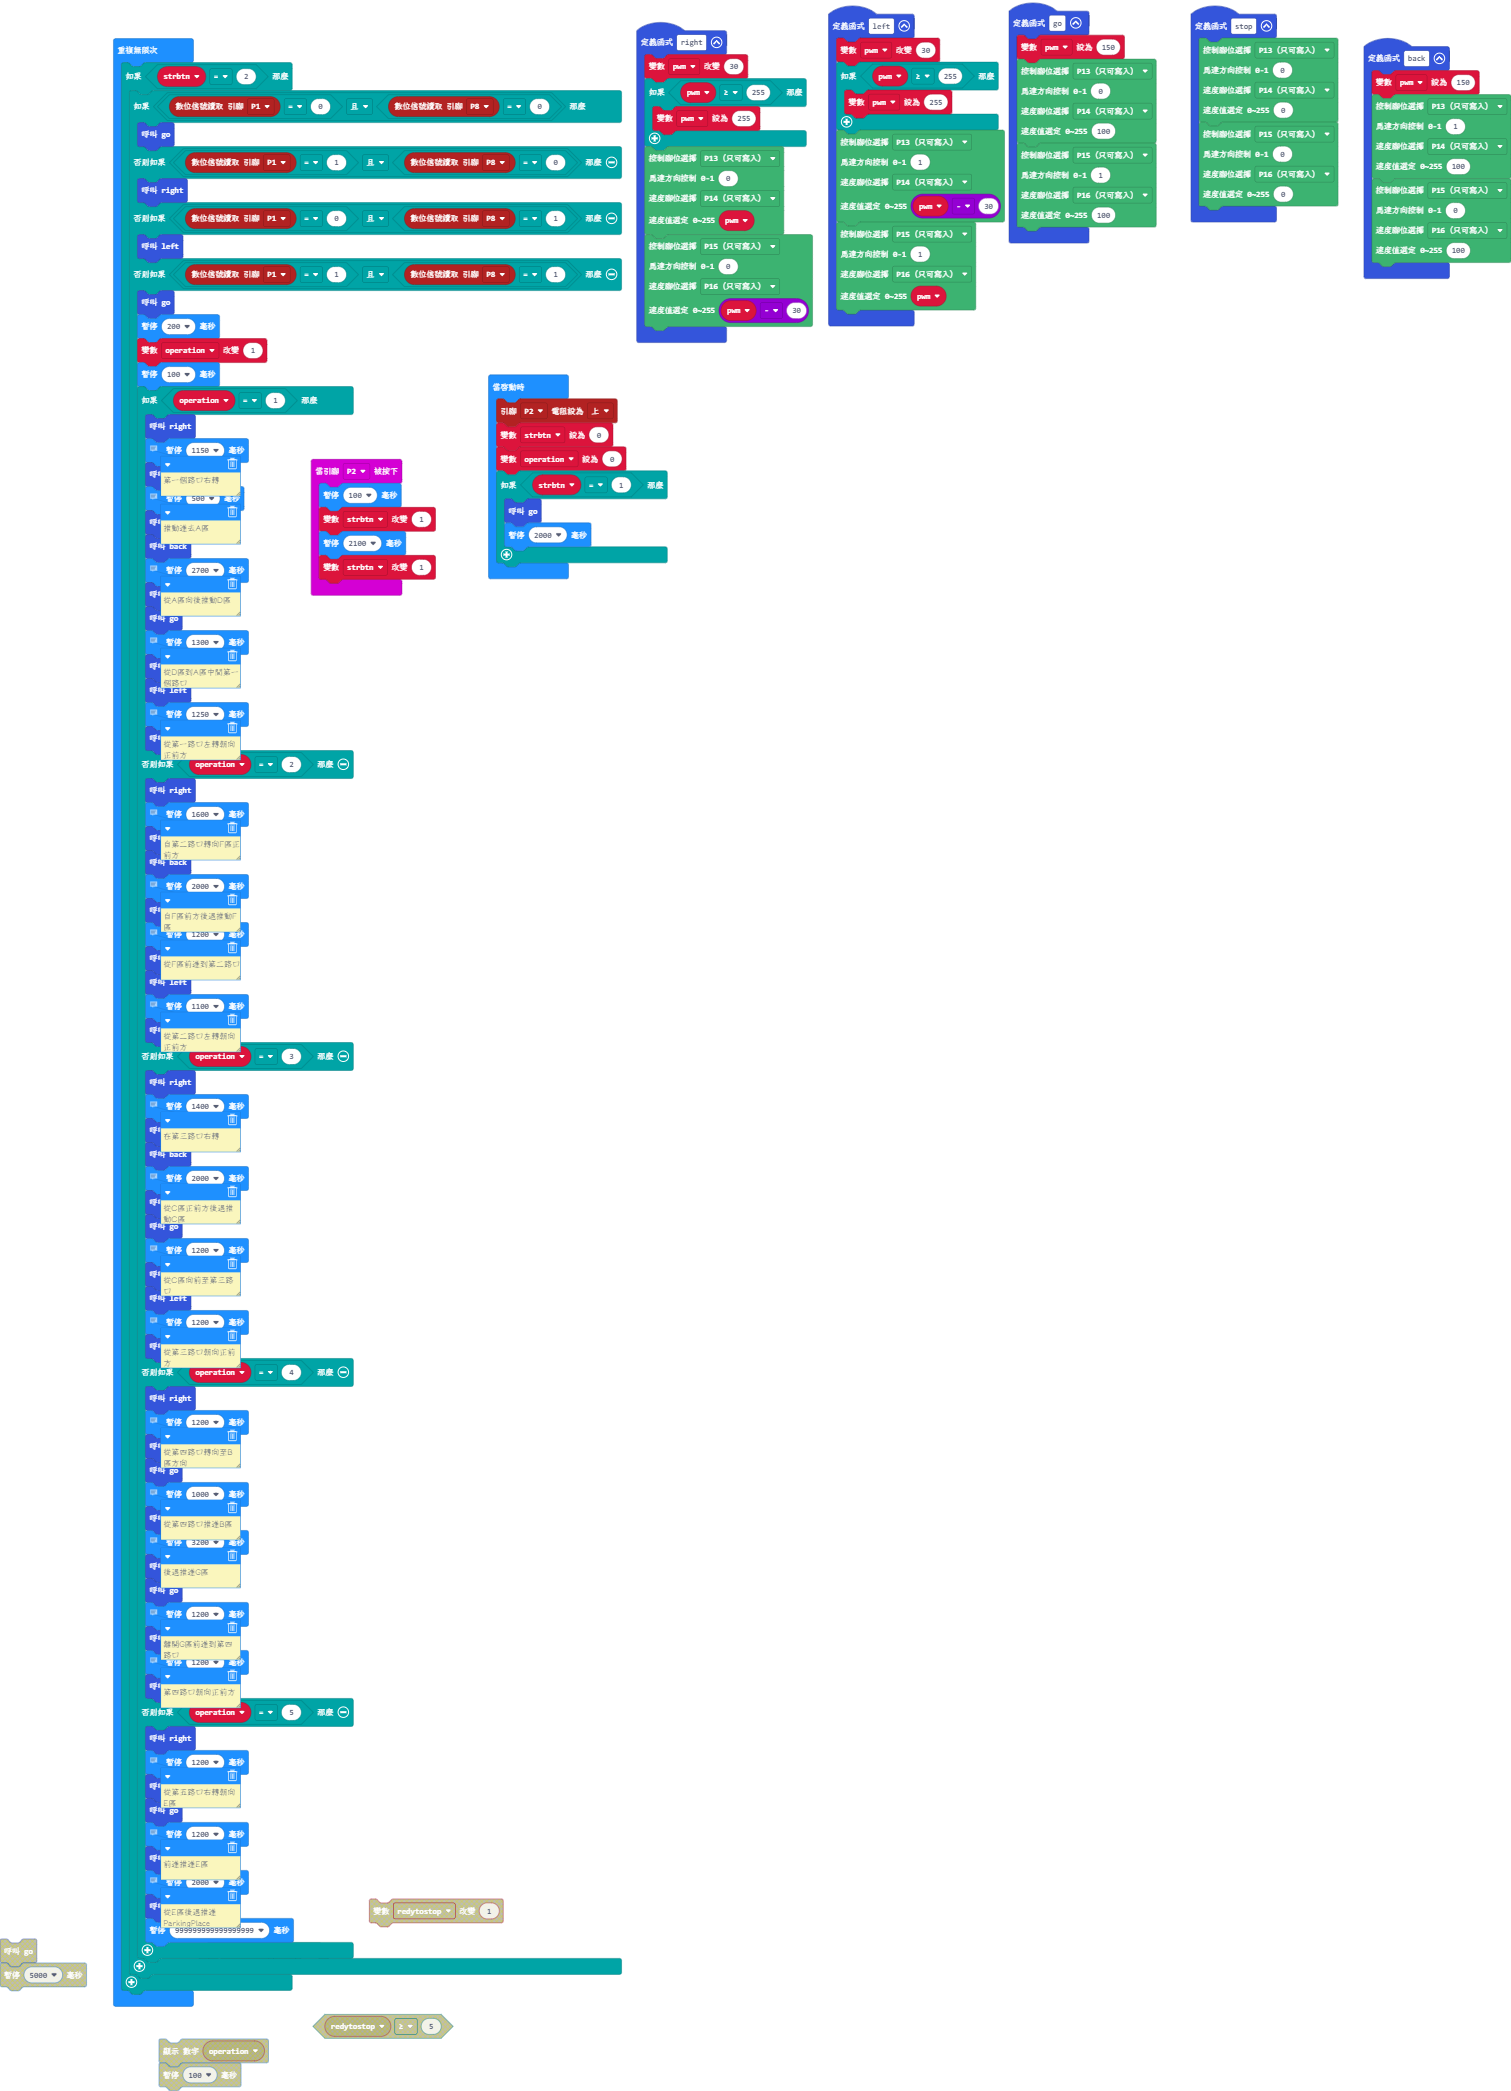 重複無限次
如果 strbtn = 2 那麼
如果 數位信號讀取 引腳 P1 = 0 且 數位信號讀取 引腳 P8 = 0 那麼
呼叫 go
否則如果 數位信號讀取 引腳 P1 = 1 且 數位信號讀取 引腳 P8 = 0 那麼
呼叫 right
否則如果 數位信號讀取 引腳 P1 = 0 且 數位信號讀取 引腳 P8 = 1 那麼
呼叫 left
否則如果 數位信號讀取 引腳 P1 = 1 且 數位信號讀取 引腳 P8 = 1 那麼
呼叫 go
暫停 200 毫秒
變數 operation 改變 1
暫停 100 毫秒
如果 operation = 1 那麼
呼叫 right
暫停 1150 毫秒
第一個路口右轉
暫停 500 毫秒
推動進去A區
呼叫 back
暫停 2700 毫秒
從A區向後推動D區
呼叫 go
暫停 1300 毫秒
從D區到A區中間第一
個路口
呼叫 left
暫停 1250 毫秒
從第一路口左轉朝向
正前方
否則如果 operation = 2 那麼
呼叫 right
暫停 1600 毫秒
自第二路口轉向F區正
前方
呼叫 back
暫停 2000 毫秒
自F區前方後退推動F
區
暫停 1200 毫秒
從F區前進到第二路口
呼叫 left
暫停 1100 毫秒
從第二路口左轉朝向
正前方
否則如果 operation = 3 那麼
呼叫 right
暫停 1400 毫秒
在第三路口右轉
呼叫 back
暫停 2000 毫秒
從C區正前方後退推
動C區
呼叫 go
暫停 1200 毫秒
從C區向前至第三路
口
呼叫 left
暫停 1200 毫秒
從第三路口朝向正前
方
否則如果 operation = 4 那麼
呼叫 right
暫停 1200 毫秒
從第四路口轉向至B
區方向
呼叫 go
暫停 1000 毫秒
從第四路口推進B區
暫停 3200 毫秒
後退推進G區
呼叫 go
暫停 1200 毫秒
離開G區前進到第四
路口
暫停 1200 毫秒
第四路口朝向正前方
否則如果 operation = 5 那麼
呼叫 right
暫停 1200 毫秒
從第五路口右轉朝向
E區
呼叫 go
暫停 1200 毫秒
前進推進E區
暫停 2000 毫秒
從E區後退推進
ParkingPlace
暫停 毫秒
當引腳 P2 被按下
暫停 100 毫秒
變數 strbtn 改變 1
暫停 2100 毫秒
變數 strbtn 改變 1
當啟動時
引腳 P2 電阻設為 上
變數 strbtn 設為 0
變數 operation 設為 0
如果 strbtn = 1 那麼
呼叫 go
暫停 2000 毫秒
定義函式 right
變數 pwm 改變 30
如果 pwm ≥ 255 那麼
變數 pwm 設為 255
控制腳位選擇 P13 (只可寫入)
馬達方向控制 0-1 0
速度腳位選擇 P14 (只可寫入)
速度值選定 0~255 pwm
控制腳位選擇 P15 (只可寫入)
馬達方向控制 0-1 0
速度腳位選擇 P16 (只可寫入)
速度值選定 0~255 pwm - 30
定義函式 left
變數 pwm 改變 30
如果 pwm ≥ 255 那麼
變數 pwm 設為 255
控制腳位選擇 P13 (只可寫入)
馬達方向控制 0-1 1
速度腳位選擇 P14 (只可寫入)
速度值選定 0~255 pwm - 30
控制腳位選擇 P15 (只可寫入)
馬達方向控制 0-1 1
速度腳位選擇 P16 (只可寫入)
速度值選定 0~255 pwm
定義函式 go
變數 pwm 設為 150
控制腳位選擇 P13 (只可寫入)
馬達方向控制 0-1 0
速度腳位選擇 P14 (只可寫入)
速度值選定 0~255 100
控制腳位選擇 P15 (只可寫入)
馬達方向控制 0-1 1
速度腳位選擇 P16 (只可寫入)
速度值選定 0~255 100
定義函式 stop
控制腳位選擇 P13 (只可寫入)
馬達方向控制 0-1 0
速度腳位選擇 P14 (只可寫入)
速度值選定 0~255 0
控制腳位選擇 P15 (只可寫入)
馬達方向控制 0-1 0
速度腳位選擇 P16 (只可寫入)
速度值選定 0~255 0
定義函式 back
變數 pwm 設為 150
控制腳位選擇 P13 (只可寫入)
馬達方向控制 0-1 1
速度腳位選擇 P14 (只可寫入)
速度值選定 0~255 100
控制腳位選擇 P15 (只可寫入)
馬達方向控制 0-1 0
速度腳位選擇 P16 (只可寫入)
速度值選定 0~255 100
變數 redytostop 改變 1
呼叫 go
暫停 5000 毫秒
redytostop ≥ 5
顯示 數字 operation
暫停 100 毫秒